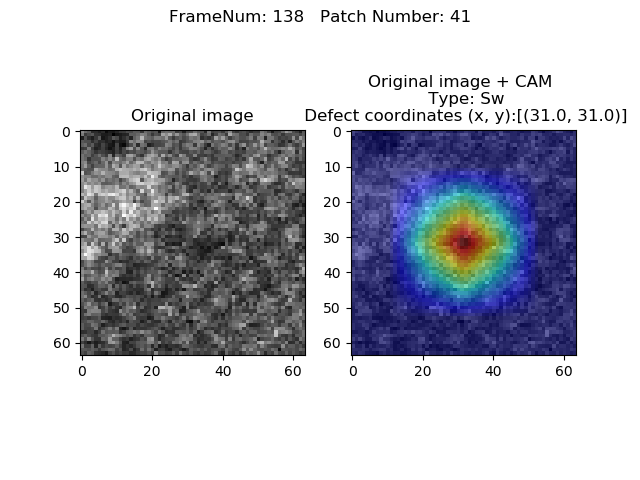 FrameNum: 138   Patch Number: 41
Original image
Original image + CAM
Type: Sw
Defect coordinates (x, y):[(31.0, 31.0)]
0
10
20
30
40
50
60
0 20 40 60
0
10
20
30
40
50
60
0 20 40 60